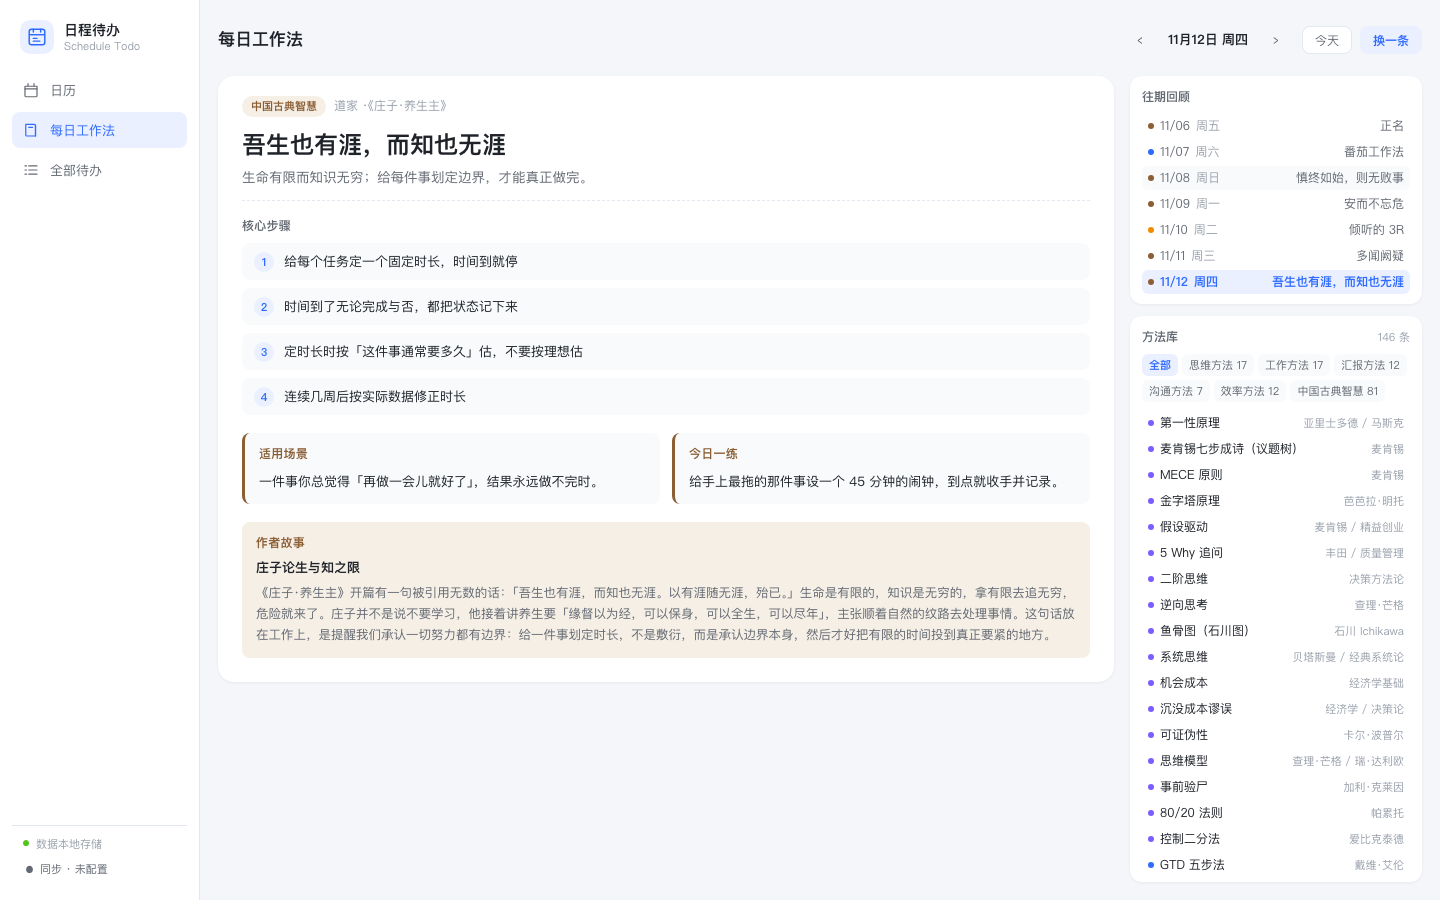 日程待办
Schedule Todo
日历
每日工作法
全部待办
数据本地存储
同步 · 未配置
每日工作法
‹ 11月12日 周四 ›
今天
换一条
中国古典智慧 道家 ·《庄子·养生主》
吾生也有涯，而知也无涯
生命有限而知识无穷；给每件事划定边界，才能真正做完。
核心步骤
1 给每个任务定一个固定时长，时间到就停
2 时间到了无论完成与否，都把状态记下来
3 定时长时按「这件事通常要多久」估，不要按理想估
4 连续几周后按实际数据修正时长
适用场景
一件事你总觉得「再做一会儿就好了」，结果永远做不完时。
今日一练
给手上最拖的那件事设一个 45 分钟的闹钟，到点就收手并记录。
作者故事
庄子论生与知之限
《庄子·养生主》开篇有一句被引用无数的话：「吾生也有涯，而知也无涯。以有涯随无涯，殆已。」生命是有限的，知识是无穷的，拿有限去追无穷，
危险就来了。庄子并不是说不要学习，他接着讲养生要「缘督以为经，可以保身，可以全生，可以尽年」，主张顺着自然的纹路去处理事情。这句话放
在工作上，是提醒我们承认一切努力都有边界：给一件事划定时长，不是敷衍，而是承认边界本身，然后才好把有限的时间投到真正要紧的地方。
往期回顾
11/06 周五 正名
11/07 周六 番茄工作法
11/08 周日 慎终如始，则无败事
11/09 周一 安而不忘危
11/10 周二 倾听的 3R
11/11 周三 多闻阙疑
11/12 周四 吾生也有涯，而知也无涯
方法库 146 条
全部 思维方法 17 工作方法 17 汇报方法 12
沟通方法 7 效率方法 12 中国古典智慧 81
第一性原理 亚里士多德 / 马斯克
麦肯锡七步成诗（议题树） 麦肯锡
MECE 原则 麦肯锡
金字塔原理 芭芭拉·明托
假设驱动 麦肯锡 / 精益创业
5 Why 追问 丰田 / 质量管理
二阶思维 决策方法论
逆向思考 查理·芒格
鱼骨图（石川图） 石川 Ichikawa
系统思维 贝塔斯曼 / 经典系统论
机会成本 经济学基础
沉没成本谬误 经济学 / 决策论
可证伪性 卡尔·波普尔
思维模型 查理·芒格 / 瑞·达利欧
事前验尸 加利·克莱因
80/20 法则 帕累托
控制二分法 爱比克泰德
GTD 五步法 戴维·艾伦